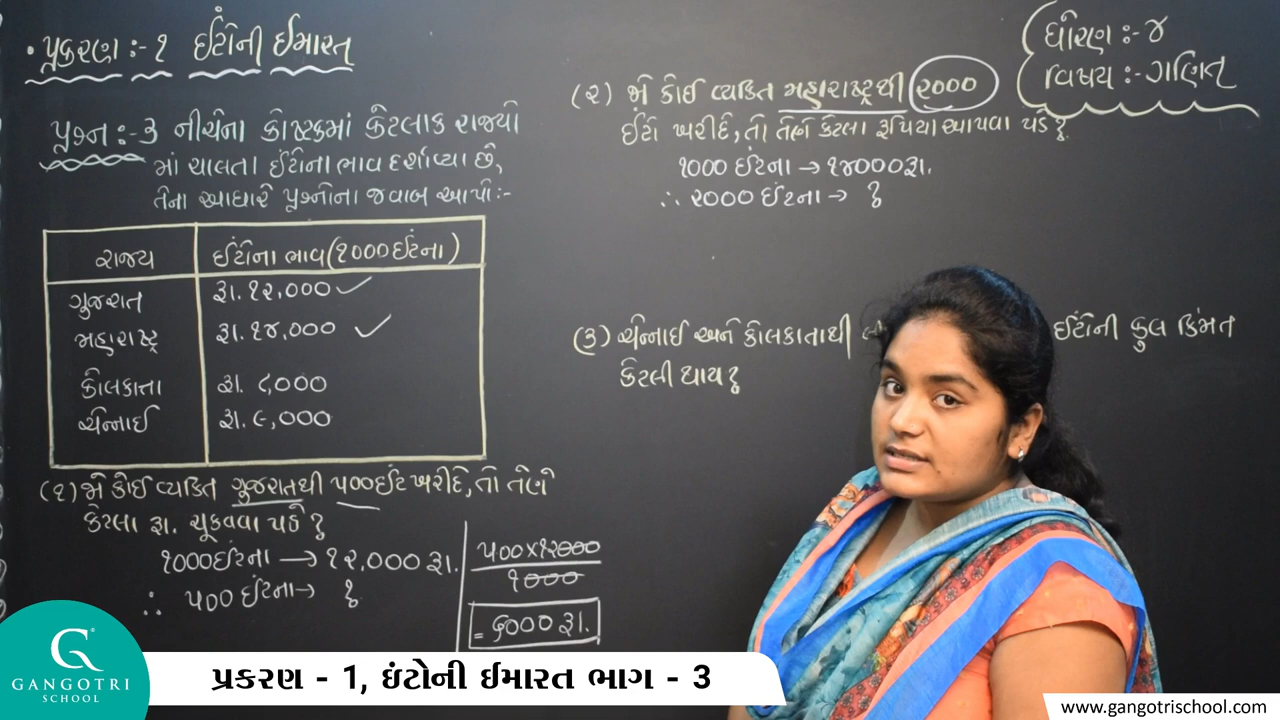 • પ્રકરણ :- ૧ ઈંટોની ઈમારત
પ્રશ્ન :- ૩ નીચેના કોષ્ટકમાં કેટલાક રાજ્યો
માં ચાલતા ઈંટોના ભાવ દર્શાવ્યા છે,
તેના આધારે પ્રશ્નોના જવાબ આપો :-
રાજ્ય ઈંટોના ભાવ (૧૦૦૦ ઈંટના)
ગુજરાત રૂા. ૧૨,૦૦૦ ✓
મહારાષ્ટ્ર રૂા. ૧૪,૦૦૦ ✓
કોલકાતા રૂા. ૮,૦૦૦
ચેન્નાઈ રૂા. ૯,૦૦૦
(૧) જો કોઈ વ્યકિત ગુજરાતથી ૫૦૦ ઈંટ ખરીદે, તો તેણે
કેટલા રૂા. ચૂકવવા પડે ?
૧૦૦૦ ઈંટના → ૧૨,૦૦૦ રૂા.
∴ ૫૦૦ ઈંટના → ?
૫૦૦ x ૧૨૦૦૦
૧૦૦૦
= ૬૦૦૦ રૂા.
ધોરણ :- ૪
વિષય :- ગણિત
(૨) જો કોઈ વ્યકિત મહારાષ્ટ્રથી ૨૦૦૦
ઈંટો ખરીદે, તો તેણે કેટલા રૂપિયા આપવા પડે ?
૧૦૦૦ ઈંટના → ૧૪૦૦૦ રૂા.
∴ ૨૦૦૦ ઈંટના → ?
(૩) ચેન્નાઈ અને કોલકાતાથી ઈંટોની કુલ કિંમત
કેટલી થાય ?
G
GANGOTRI
SCHOOL
પ્રકરણ - 1, ઇંટોની ઈમારત ભાગ - 3
www.gangotrischool.com